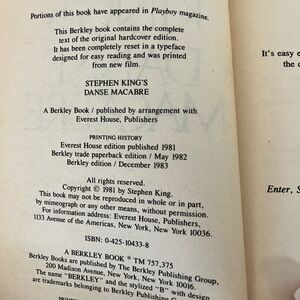 Portions of this book have appeared in Playboy magazine.
This Berkley book contains the complete
text of the original hardcover edition.
It has been completely reset in a typeface
designed for easy reading and was printed
from new film.
STEPHEN KING'S
DANSE MACABRE
A Berkley Book / published by arrangement with
Everest House, Publishers
PRINTING HISTORY
Everest House edition published 1981
Berkley trade paperback edition / May 1982
Berkley edition / December 1983
All rights reserved.
Copyright © 1981 by Stephen King.
This book may not be reproduced in whole or in part,
by mimeograph or any other means, without permission.
For information address: Everest House, Publishers,
1133 Avenue of the Americas, New York, New York 10036.
ISBN: 0-425-10433-8
A BERKLEY BOOK ® TM 757,375
Berkley Books are published by The Berkley Publishing Group,
200 Madison Avenue, New York, New York 10016.
The name "BERKLEY" and the stylized "B" with design
are trademarks belonging to Berkley Publishing
It's easy e
the c
Enter, S